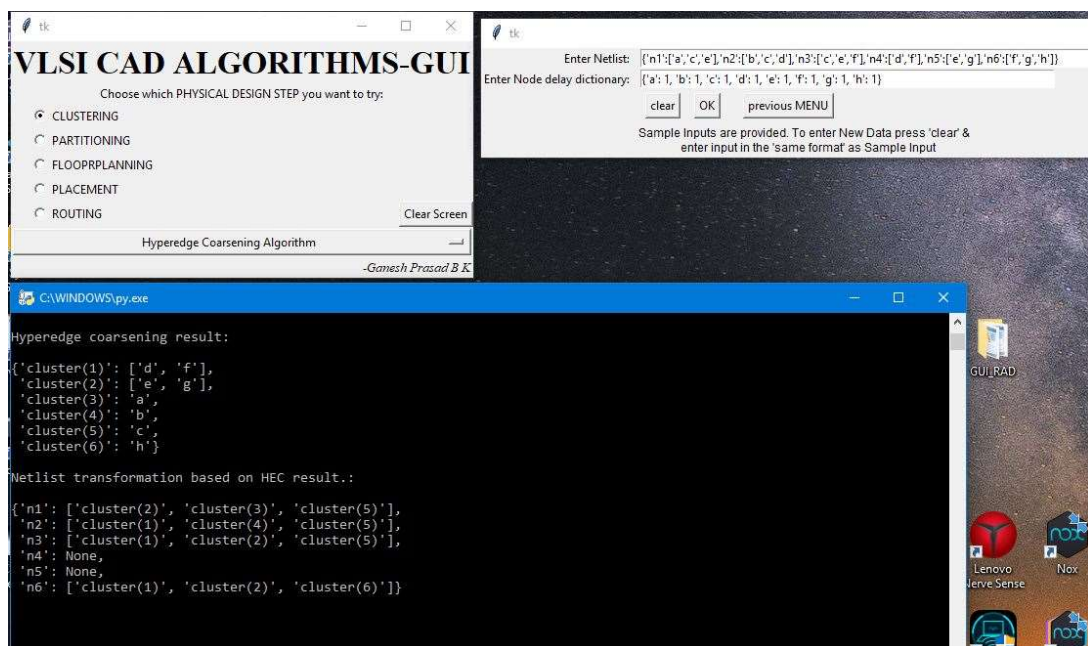 tk
VLSI CAD ALGORITHMS-GUI
Choose which PHYSICAL DESIGN STEP you want to try:
CLUSTERING
PARTITIONING
FLOOPRPLANNING
PLACEMENT
ROUTING
Clear Screen
Hyperedge Coarsening Algorithm
-Ganesh Prasad B K
tk
Enter Netlist: {'n1':['a','c','e'],'n2':['b','c','d'],'n3':['c','e','f'],'n4':['d','f'],'n5':['e','g'],'n6':['f','g','h']}
Enter Node delay dictionary: {'a': 1, 'b': 1, 'c': 1, 'd': 1, 'e': 1, 'f': 1, 'g': 1, 'h': 1}
clear OK previous MENU
Sample Inputs are provided. To enter New Data press 'clear' &
enter input in the 'same format' as Sample Input
C:\WINDOWS\py.exe
Hyperedge coarsening result:
{'cluster(1)': ['d', 'f'],
'cluster(2)': ['e', 'g'],
'cluster(3)': 'a',
'cluster(4)': 'b',
'cluster(5)': 'c',
'cluster(6)': 'h'}
Netlist transformation based on HEC result.:
{'n1': ['cluster(2)', 'cluster(3)', 'cluster(5)'],
'n2': ['cluster(1)', 'cluster(4)', 'cluster(5)'],
'n3': ['cluster(1)', 'cluster(2)', 'cluster(5)'],
'n4': None,
'n5': None,
'n6': ['cluster(1)', 'cluster(2)', 'cluster(6)']}
GUI_RAD
Lenovo
Nerve Sense
Nox
nox
nox